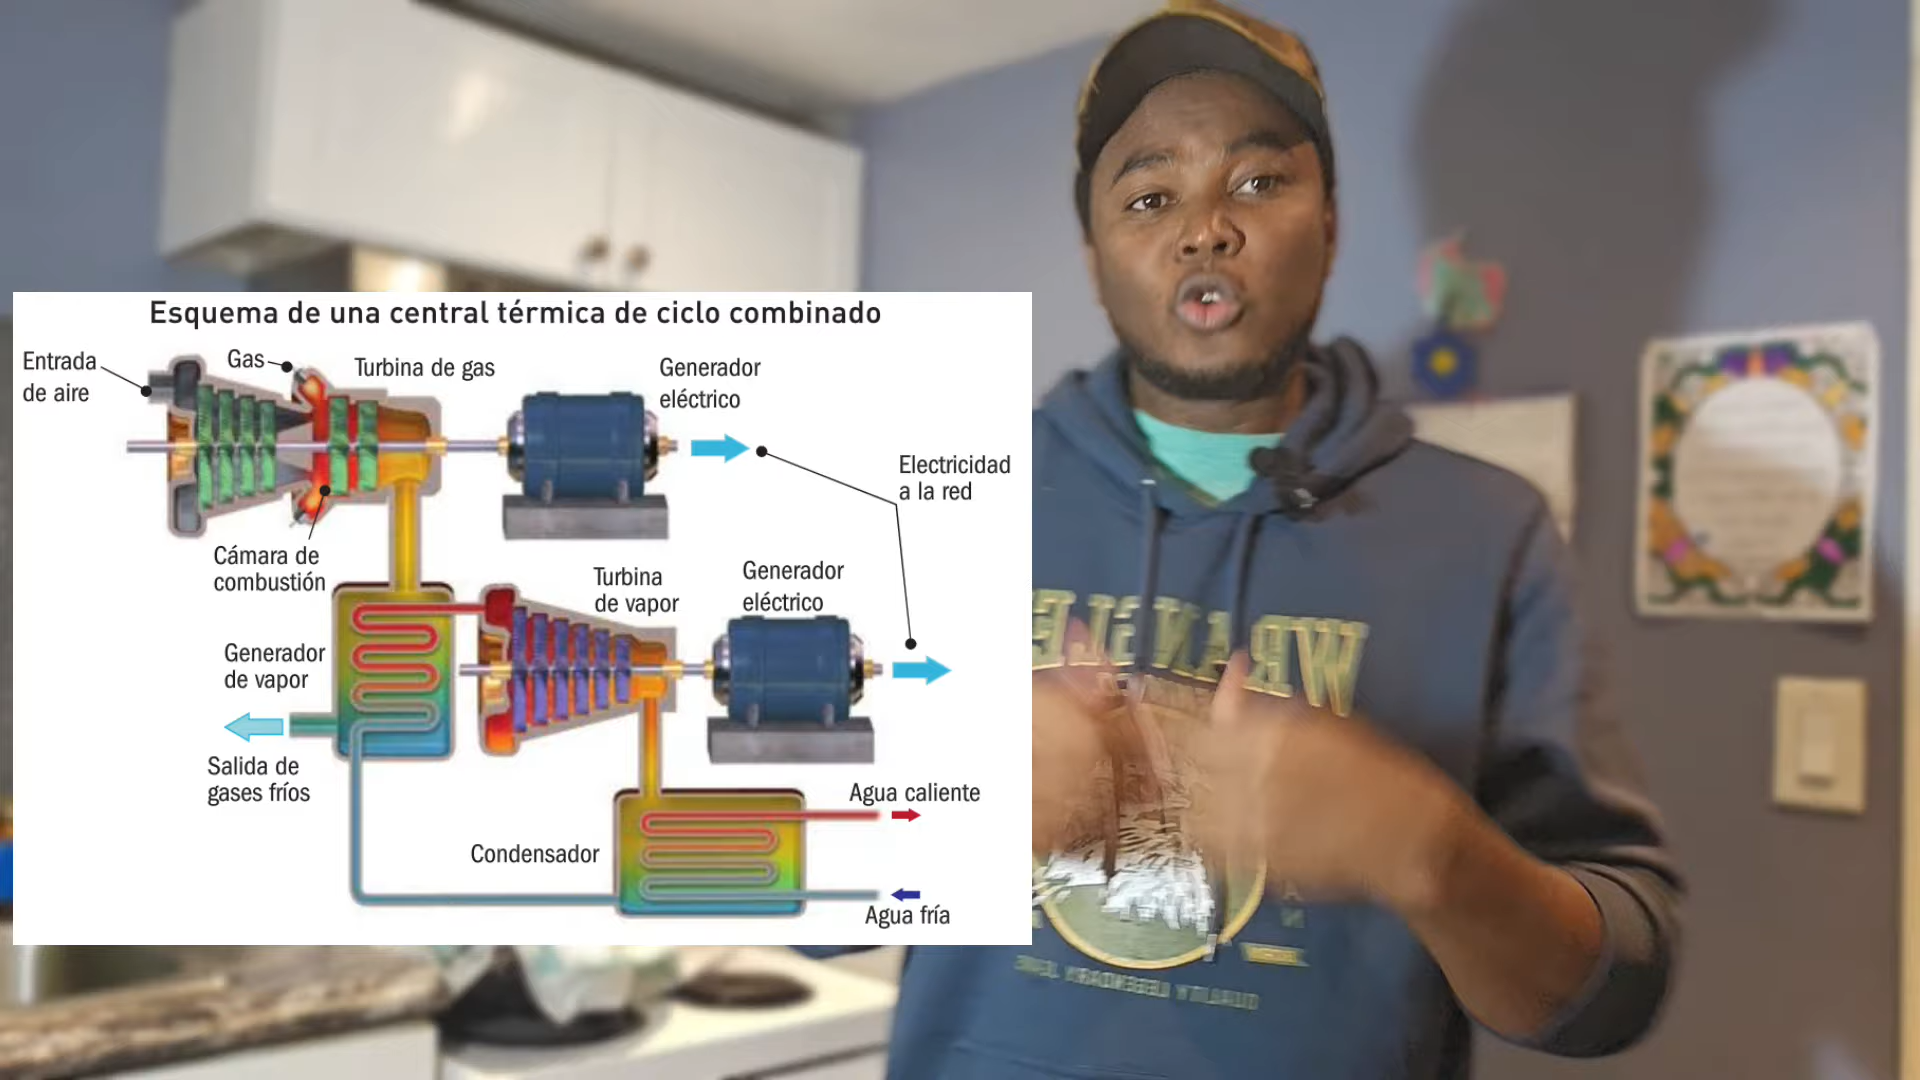 Esquema de una central térmica de ciclo combinado
Entrada
de aire
Gas
Turbina de gas
Generador
eléctrico
Electricidad
a la red
Cámara de
combustión
Turbina
de vapor
Generador
eléctrico
Generador
de vapor
Salida de
gases fríos
Agua caliente
Condensador
Agua fría
WRANGLE